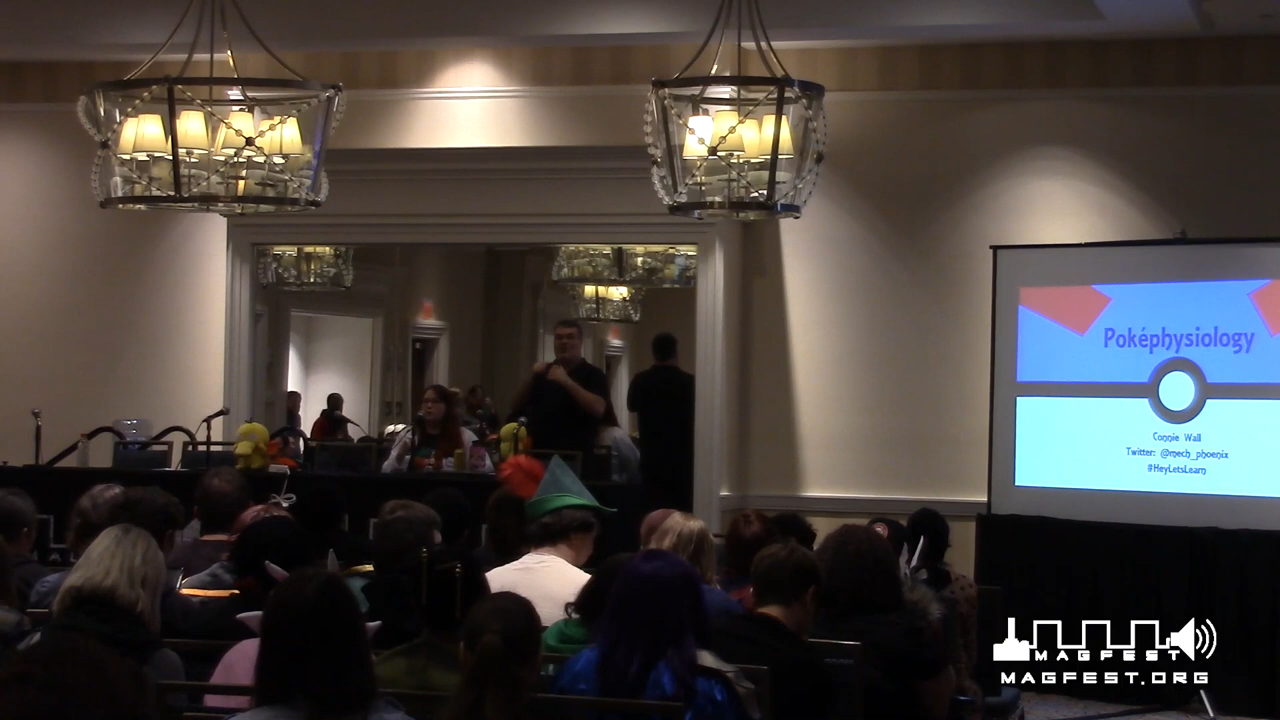 Poképhysiology
Connie Wall
Twitter: @mech_phoenix
#HeyLetsLearn
MAGFEST
MAGFEST.ORG